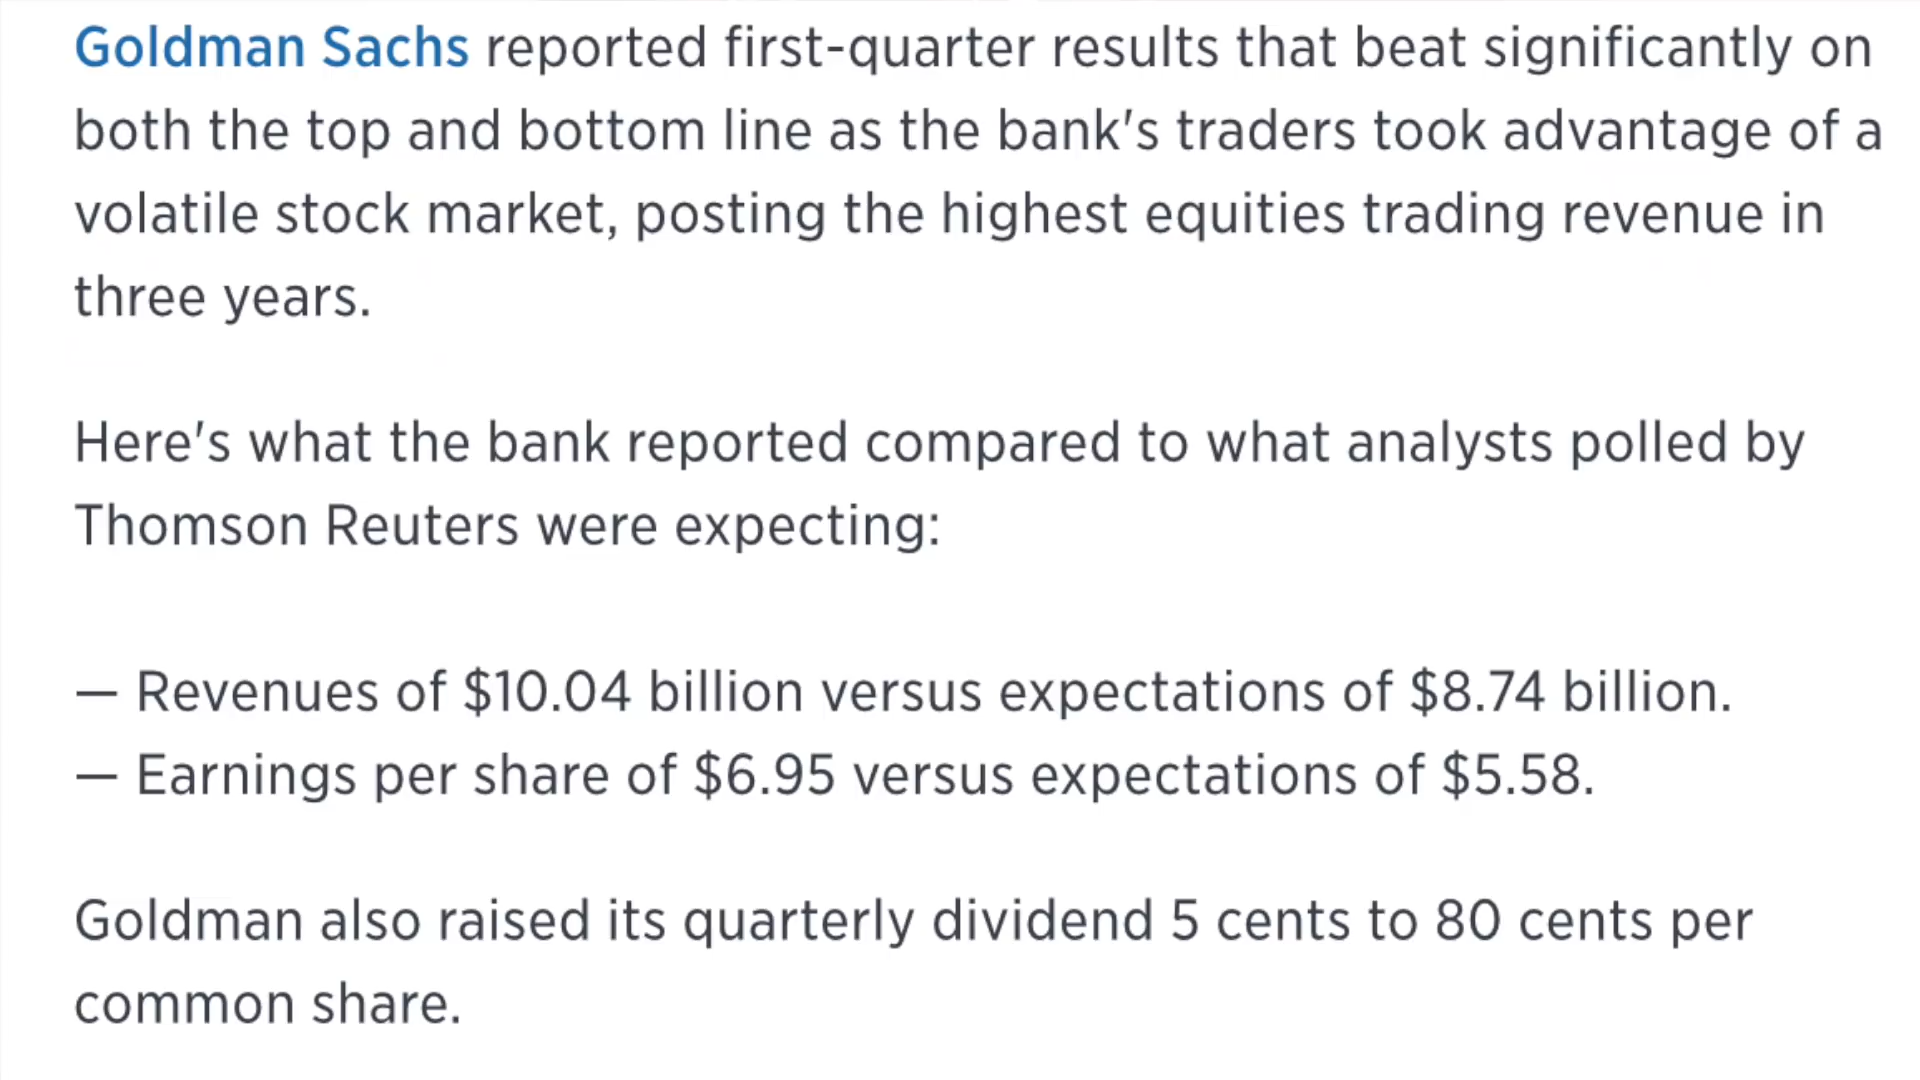 Goldman Sachs reported first-quarter results that beat significantly on
both the top and bottom line as the bank's traders took advantage of a
volatile stock market, posting the highest equities trading revenue in
three years.
Here's what the bank reported compared to what analysts polled by
Thomson Reuters were expecting:
— Revenues of $10.04 billion versus expectations of $8.74 billion.
— Earnings per share of $6.95 versus expectations of $5.58.
Goldman also raised its quarterly dividend 5 cents to 80 cents per
common share.